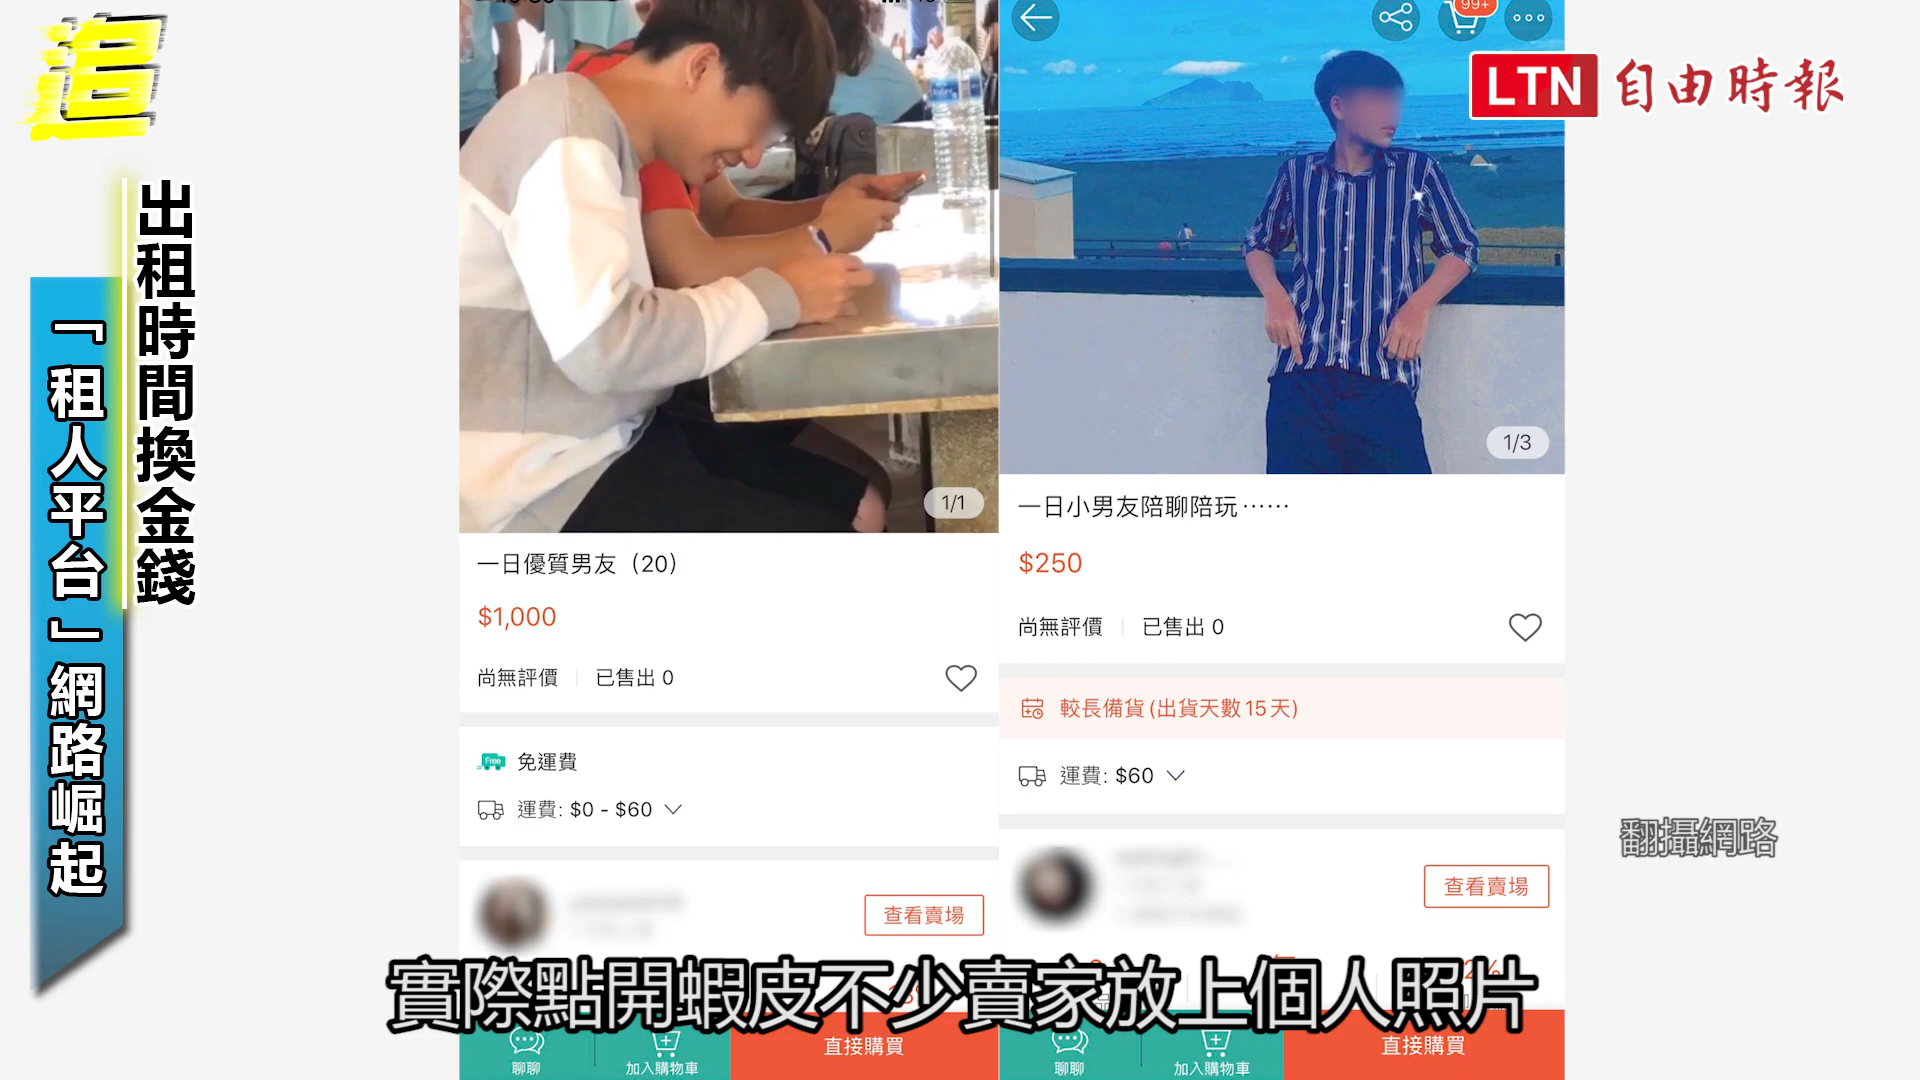 追
出租時間換金錢
「租人平台」網路崛起
LTN 自由時報
1/1
一日優質男友（20）
$1,000
尚無評價 已售出 0
Free 免運費
運費: $0 - $60
查看賣場
聊聊
加入購物車
直接購買
99+
1/3
一日小男友陪聊陪玩……
$250
尚無評價 已售出 0
較長備貨 (出貨天數 15 天)
運費: $60
查看賣場
聊聊
加入購物車
直接購買
翻攝網路
實際點開蝦皮不少賣家放上個人照片